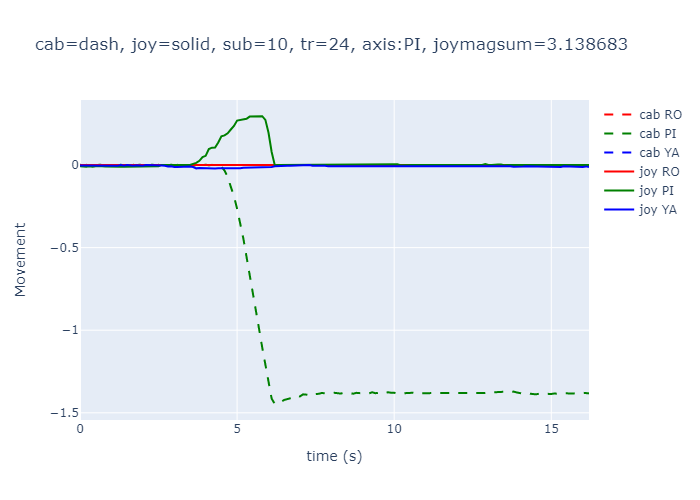 cab=dash, joy=solid, sub=10, tr=24, axis:PI, joymagsum=3.138683
cab RO
cab PI
cab YA
joy RO
joy PI
joy YA
0
−0.5
−1
−1.5
Movement
0
5
10
15
time (s)